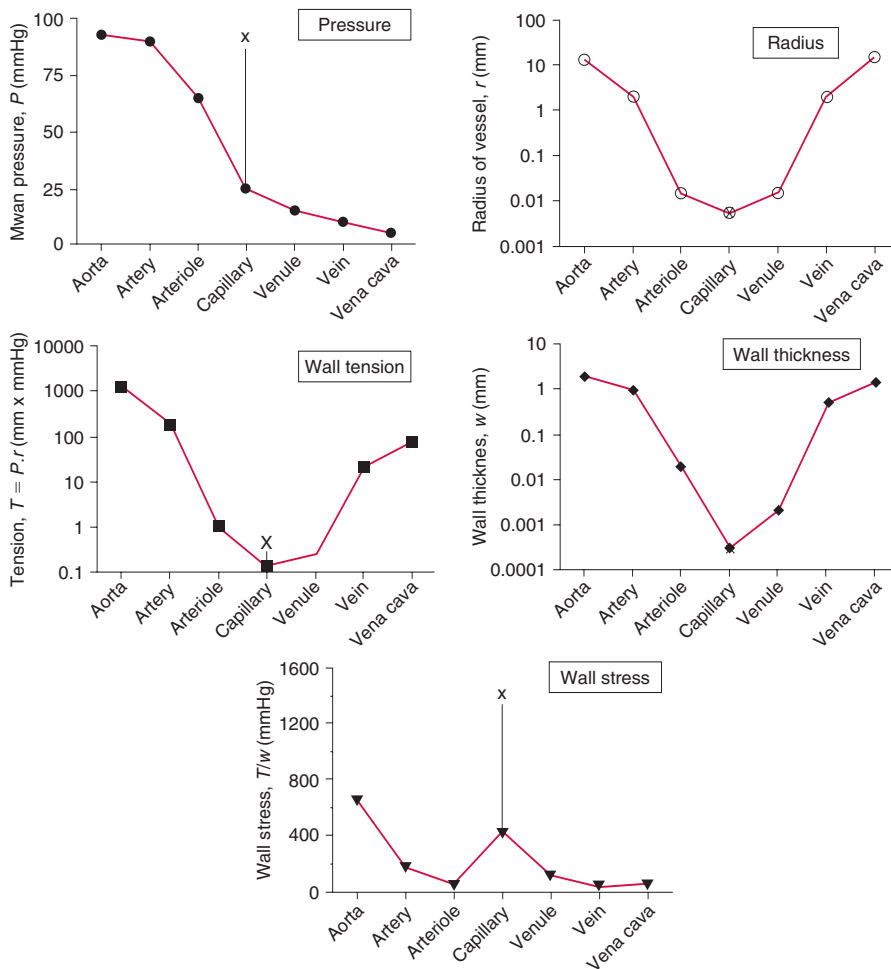 Pressure
Mwan pressure, P (mmHg)
100
75
50
25
0
x
Aorta
Artery
Arteriole
Capillary
Venule
Vein
Vena cava
Radius
Radius of vessel, r (mm)
100
10
1
0.1
0.01
0.001
x
Aorta
Artery
Arteriole
Capillary
Venule
Vein
Vena cava
Wall tension
Tension, T = P.r (mm x mmHg)
10000
1000
100
10
1
0.1
X
Aorta
Artery
Arteriole
Capillary
Venule
Vein
Vena cava
Wall thickness
Wall thicknes, w (mm)
10
1
0.1
0.01
0.001
0.0001
x
Aorta
Artery
Arteriole
Capillary
Venule
Vein
Vena cava
Wall stress
Wall stress, T/w (mmHg)
1600
1200
800
400
0
x
Aorta
Artery
Arteriole
Capillary
Venule
Vein
Vena cava